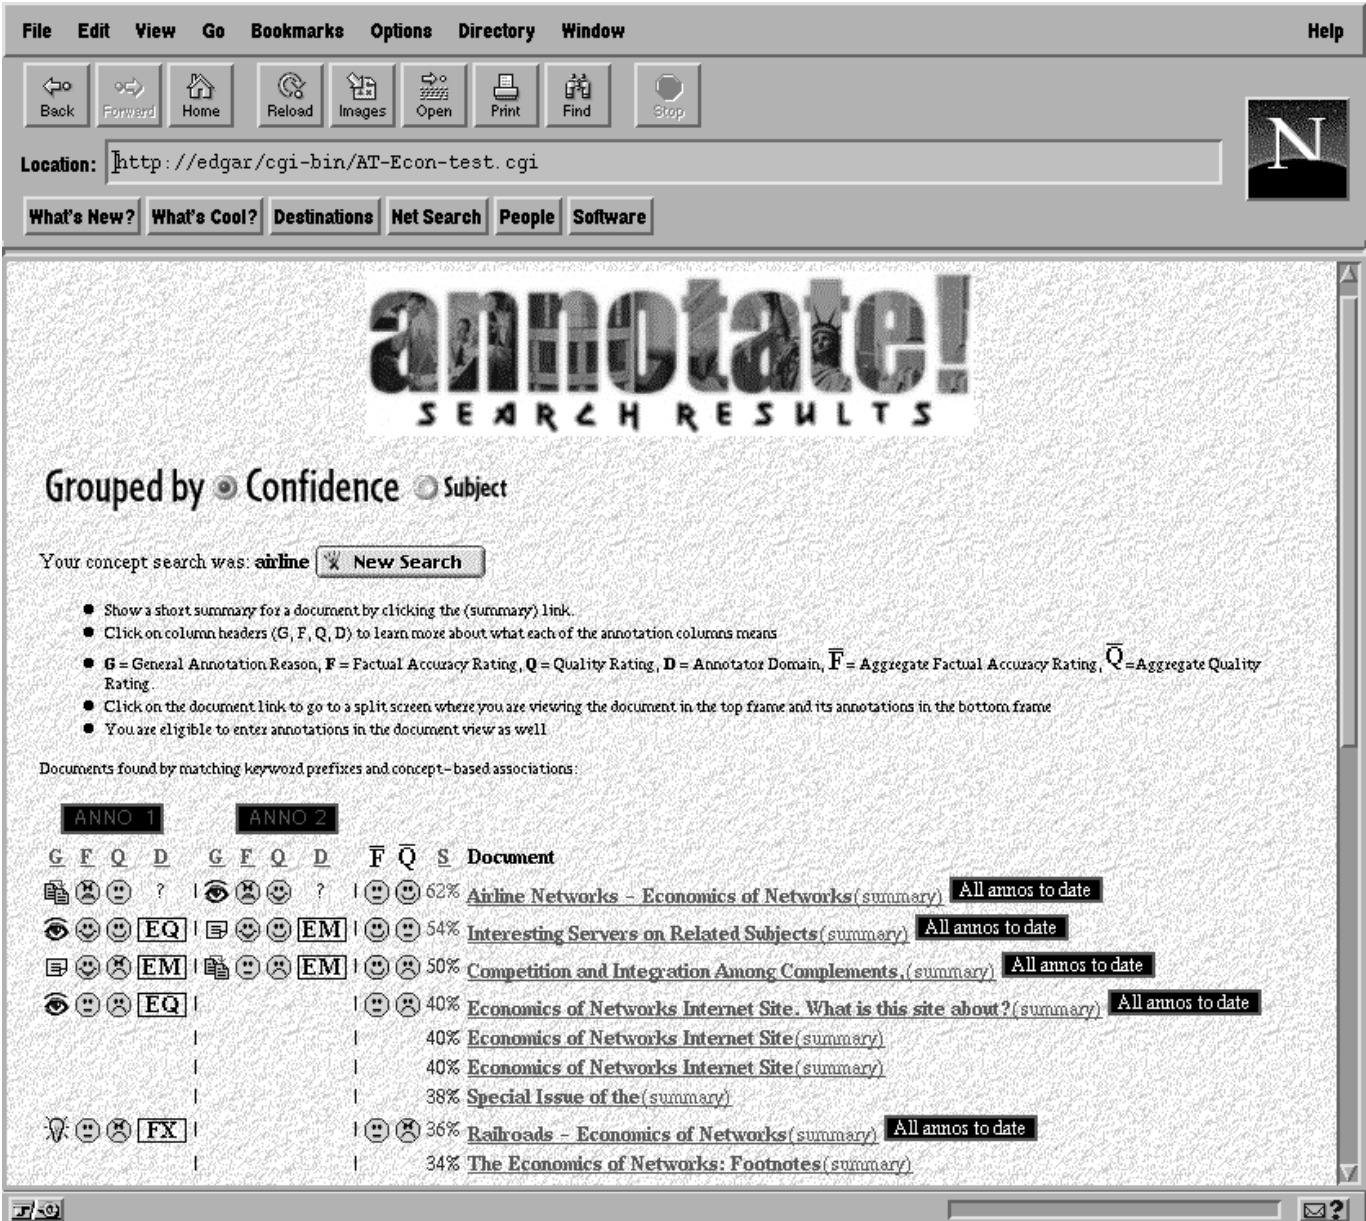 File Edit View Go Bookmarks Options Directory Window Help
Back Forward Home Reload Images Open Print Find Stop
Location: http://edgar/cgi-bin/AT-Econ-test.cgi
N
What's New? What's Cool? Destinations Net Search People Software
annotate!
SEARCH RESULTS
Grouped by Confidence Subject
Your concept search was: airline New Search
Show a short summary for a document by clicking the (summary) link.
Click on column headers (G, F, Q, D) to learn more about what each of the annotation columns means
G = General Annotation Reason, F = Factual Accuracy Rating, Q = Quality Rating, D = Annotator Domain, F̅ = Aggregate Factual Accuracy Rating, Q̅ =Aggregate Quality
Rating.
Click on the document link to go to a split screen where you are viewing the document in the top frame and its annotations in the bottom frame
You are eligible to enter annotations in the document view as well
Documents found by matching keyword prefixes and concept-based associations:
ANNO 1 ANNO 2
G F Q D G F Q D F̅ Q̅ S Document
? | ? | 62% Airline Networks - Economics of Networks(summary) All annos to date
EQ | EM | 54% Interesting Servers on Related Subjects(summary) All annos to date
EM | EM | 50% Competition and Integration Among Complements,(summary) All annos to date
EQ | | 40% Economics of Networks Internet Site. What is this site about?(summary) All annos to date
| | 40% Economics of Networks Internet Site(summary)
| | 40% Economics of Networks Internet Site(summary)
| | 38% Special Issue of the(summary)
FX | | 36% Railroads - Economics of Networks(summary) All annos to date
| | 34% The Economics of Networks: Footnotes(summary)
?